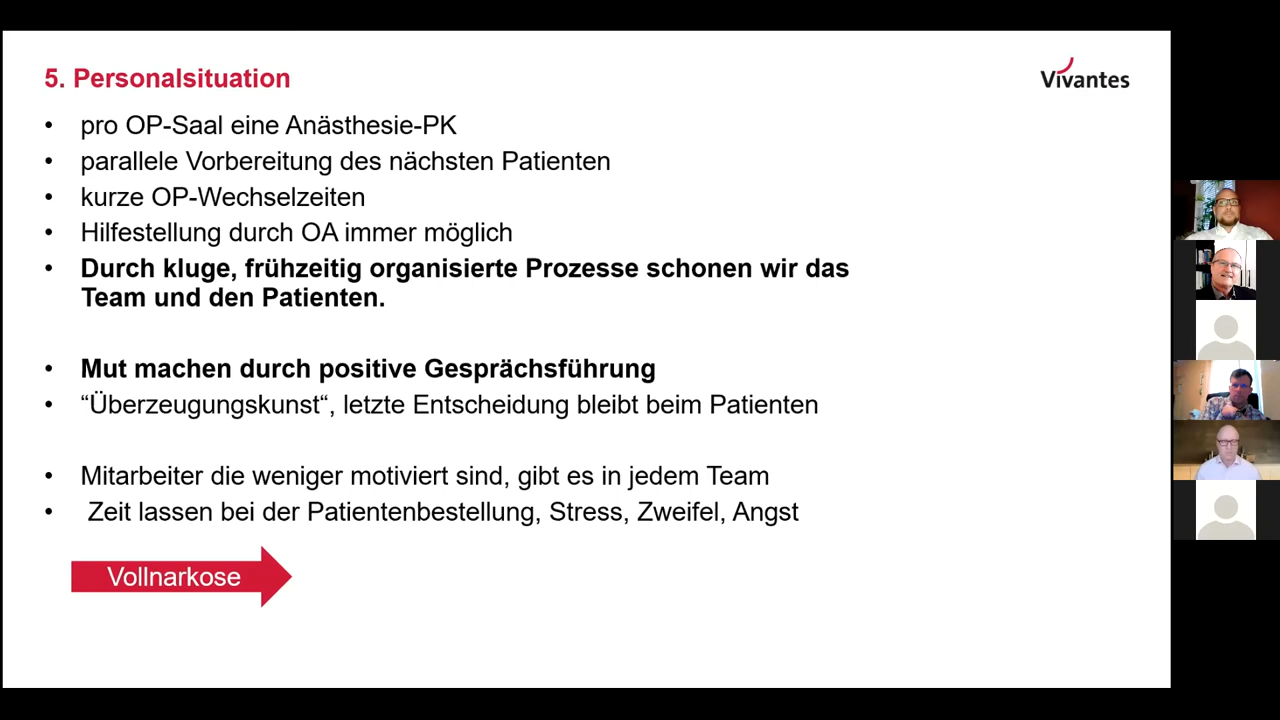 5. Personalsituation
Vivantes
• pro OP-Saal eine Anästhesie-PK
• parallele Vorbereitung des nächsten Patienten
• kurze OP-Wechselzeiten
• Hilfestellung durch OA immer möglich
• Durch kluge, frühzeitig organisierte Prozesse schonen wir das
Team und den Patienten.
• Mut machen durch positive Gesprächsführung
• “Überzeugungskunst“, letzte Entscheidung bleibt beim Patienten
• Mitarbeiter die weniger motiviert sind, gibt es in jedem Team
• Zeit lassen bei der Patientenbestellung, Stress, Zweifel, Angst
Vollnarkose